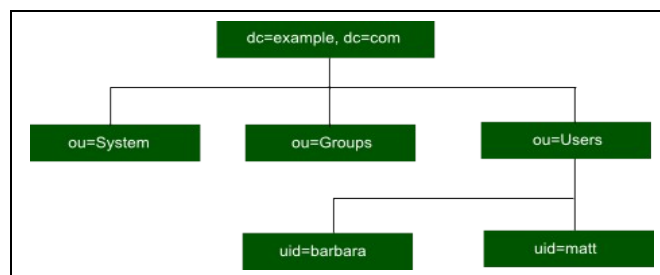 dc=example, dc=com
ou=System
ou=Groups
ou=Users
uid=barbara
uid=matt